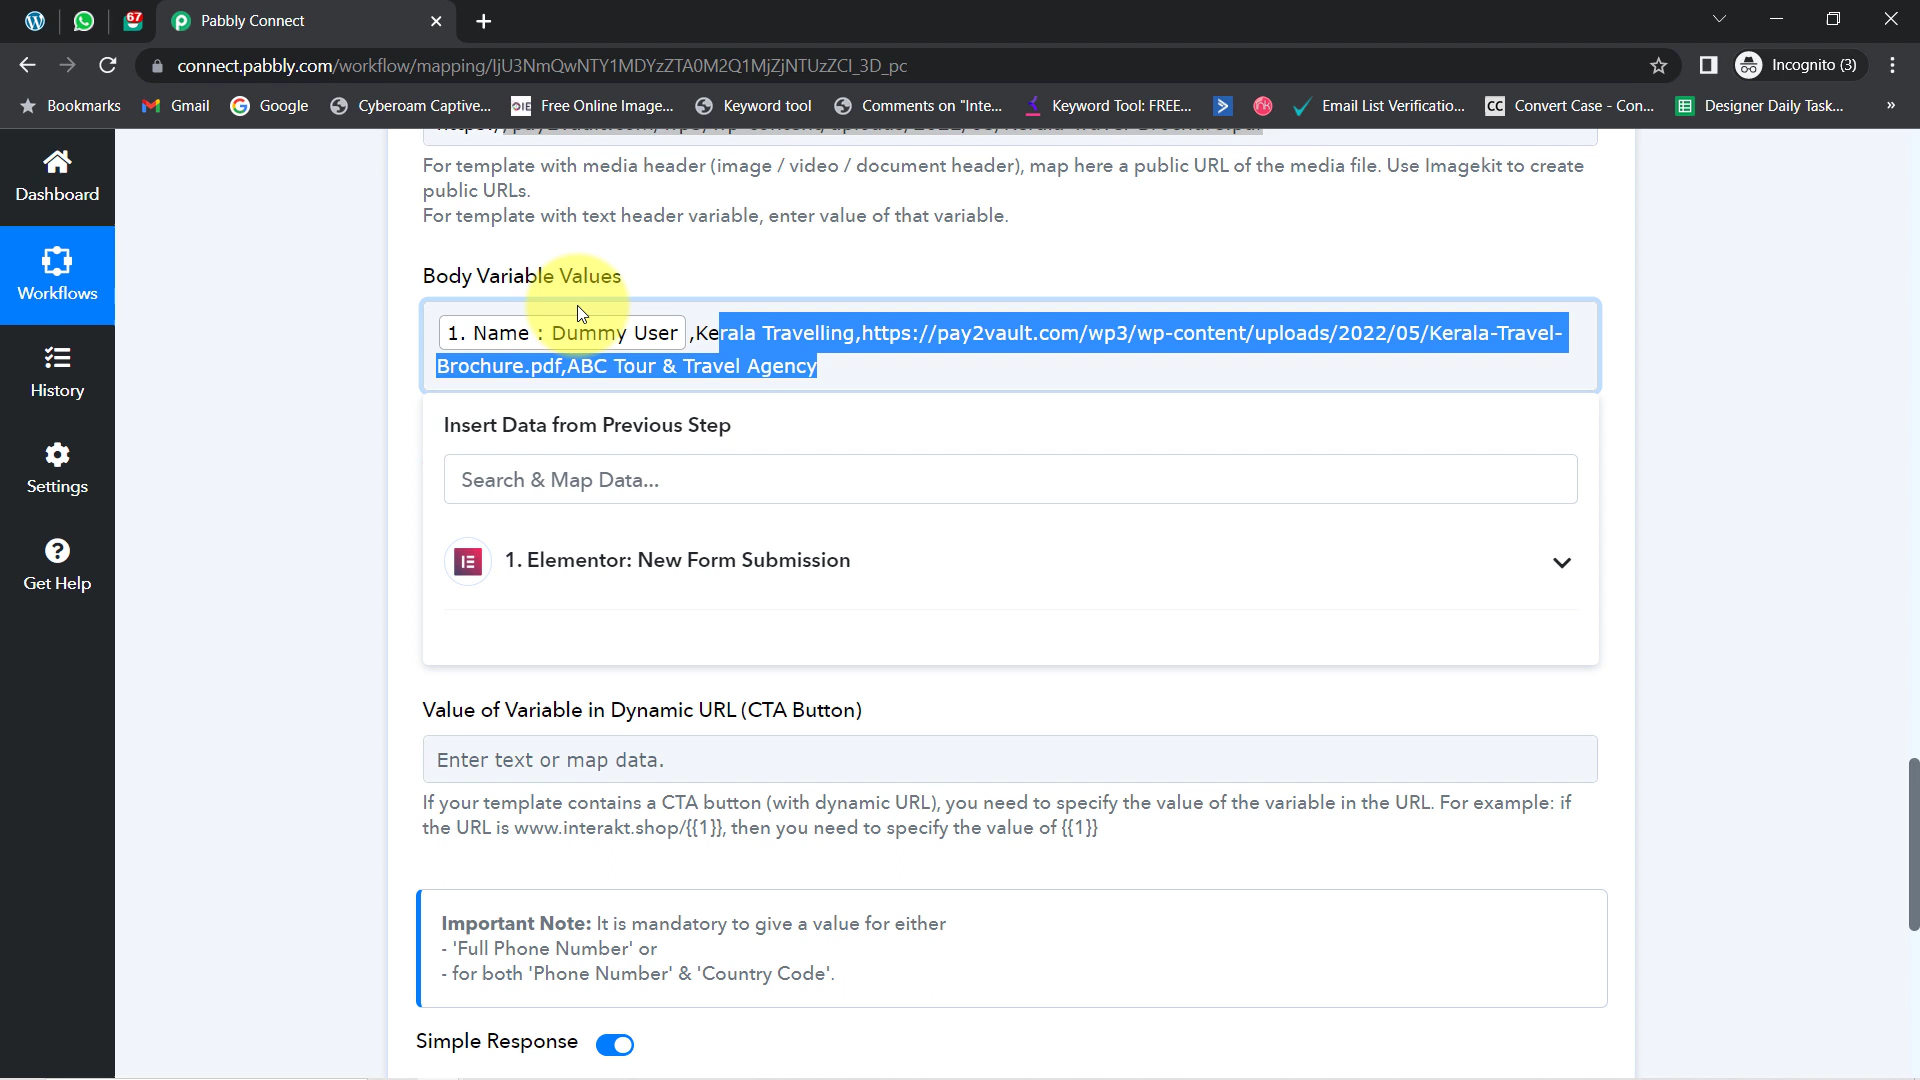 67
Pabbly Connect
connect.pabbly.com/workflow/mapping/IjU3NmQwNTY1MDYzZTA0M2Q1MjZjNTUzZCI_3D_pc
Incognito (3)
Bookmarks
Gmail
Google
Cyberoam Captive...
Free Online Image...
Keyword tool
Comments on "Inte...
Keyword Tool: FREE...
Email List Verificatio...
CC Convert Case - Con...
Designer Daily Task...
»
Dashboard
Workflows
History
Settings
Get Help
For template with media header (image / video / document header), map here a public URL of the media file. Use Imagekit to create
public URLs.
For template with text header variable, enter value of that variable.
Body Variable Values
1. Name : Dummy User ,Kerala Travelling,https://pay2vault.com/wp3/wp-content/uploads/2022/05/Kerala-Travel-
Brochure.pdf,ABC Tour & Travel Agency
Insert Data from Previous Step
Search & Map Data...
1. Elementor: New Form Submission
Value of Variable in Dynamic URL (CTA Button)
Enter text or map data.
If your template contains a CTA button (with dynamic URL), you need to specify the value of the variable in the URL. For example: if
the URL is www.interakt.shop/{{1}}, then you need to specify the value of {{1}}
Important Note: It is mandatory to give a value for either
- 'Full Phone Number' or
- for both 'Phone Number' & 'Country Code'.
Simple Response